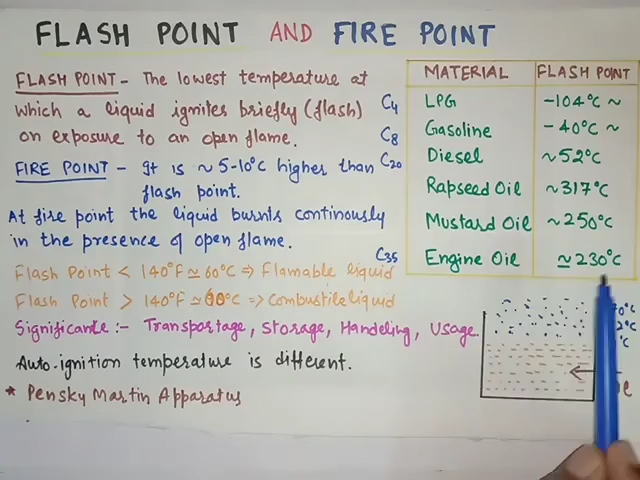 FLASH POINT AND FIRE POINT
FLASH POINT - The lowest temperature at
which a liquid ignites briefly (flash)
on exposure to an open flame.
FIRE POINT - It is ~ 5-10°C higher than
flash point.
At fire point the liquid burnts continously
in the presence of open flame.
Flash Point < 140°F ≃ 60°C ⇒ Flamable liquid
Flash Point > 140°F ≃ 60°C ⇒ Combustile liquid
Significante :- Transportage, Storage, Handeling, Usage.
Auto-ignition temperature is different.
* Pensky Martin Apparatus
MATERIAL FLASH POINT
C4 LPG -104°C ~
C8 Gasoline -40°C ~
C20 Diesel ~52°C
Rapseed Oil ~317°C
Mustard Oil ~250°C
C35 Engine Oil ≃ 230°C